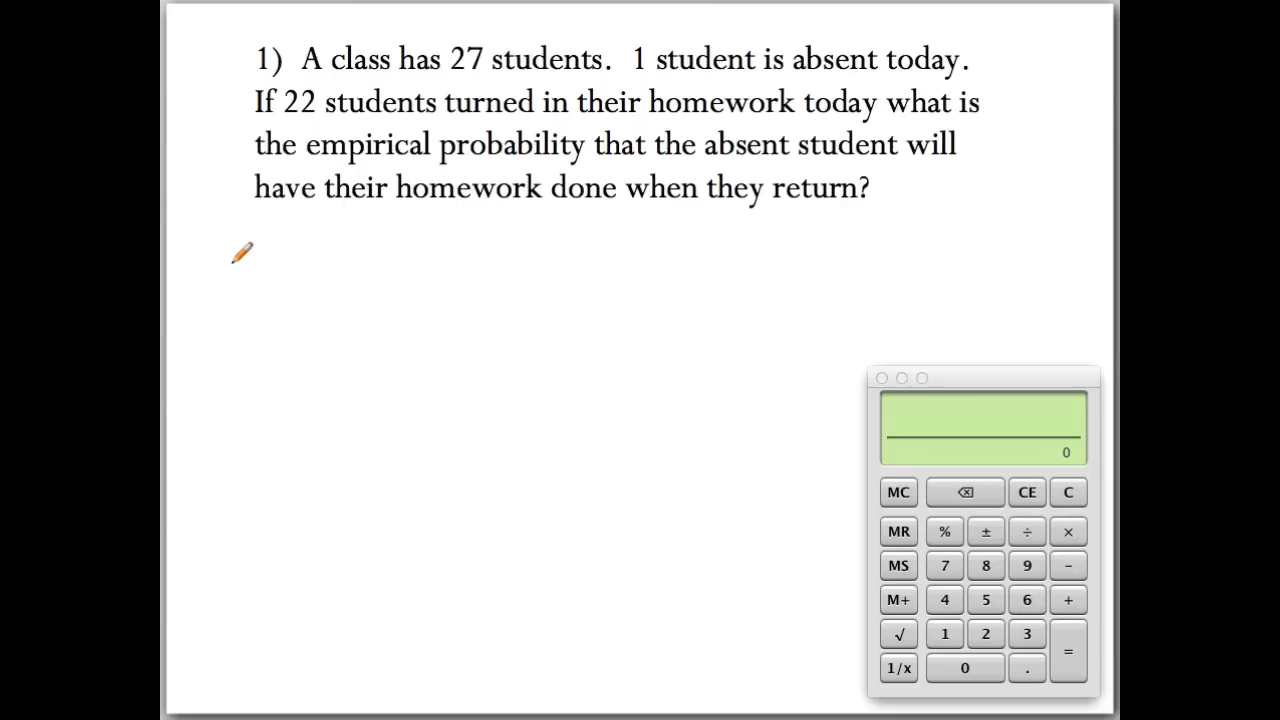 1) A class has 27 students. 1 student is absent today.
If 22 students turned in their homework today what is
the empirical probability that the absent student will
have their homework done when they return?
0
MC ⌫ CE C
MR % ± ÷ ×
MS 7 8 9 −
M+ 4 5 6 +
√ 1 2 3 =
1/x 0 .